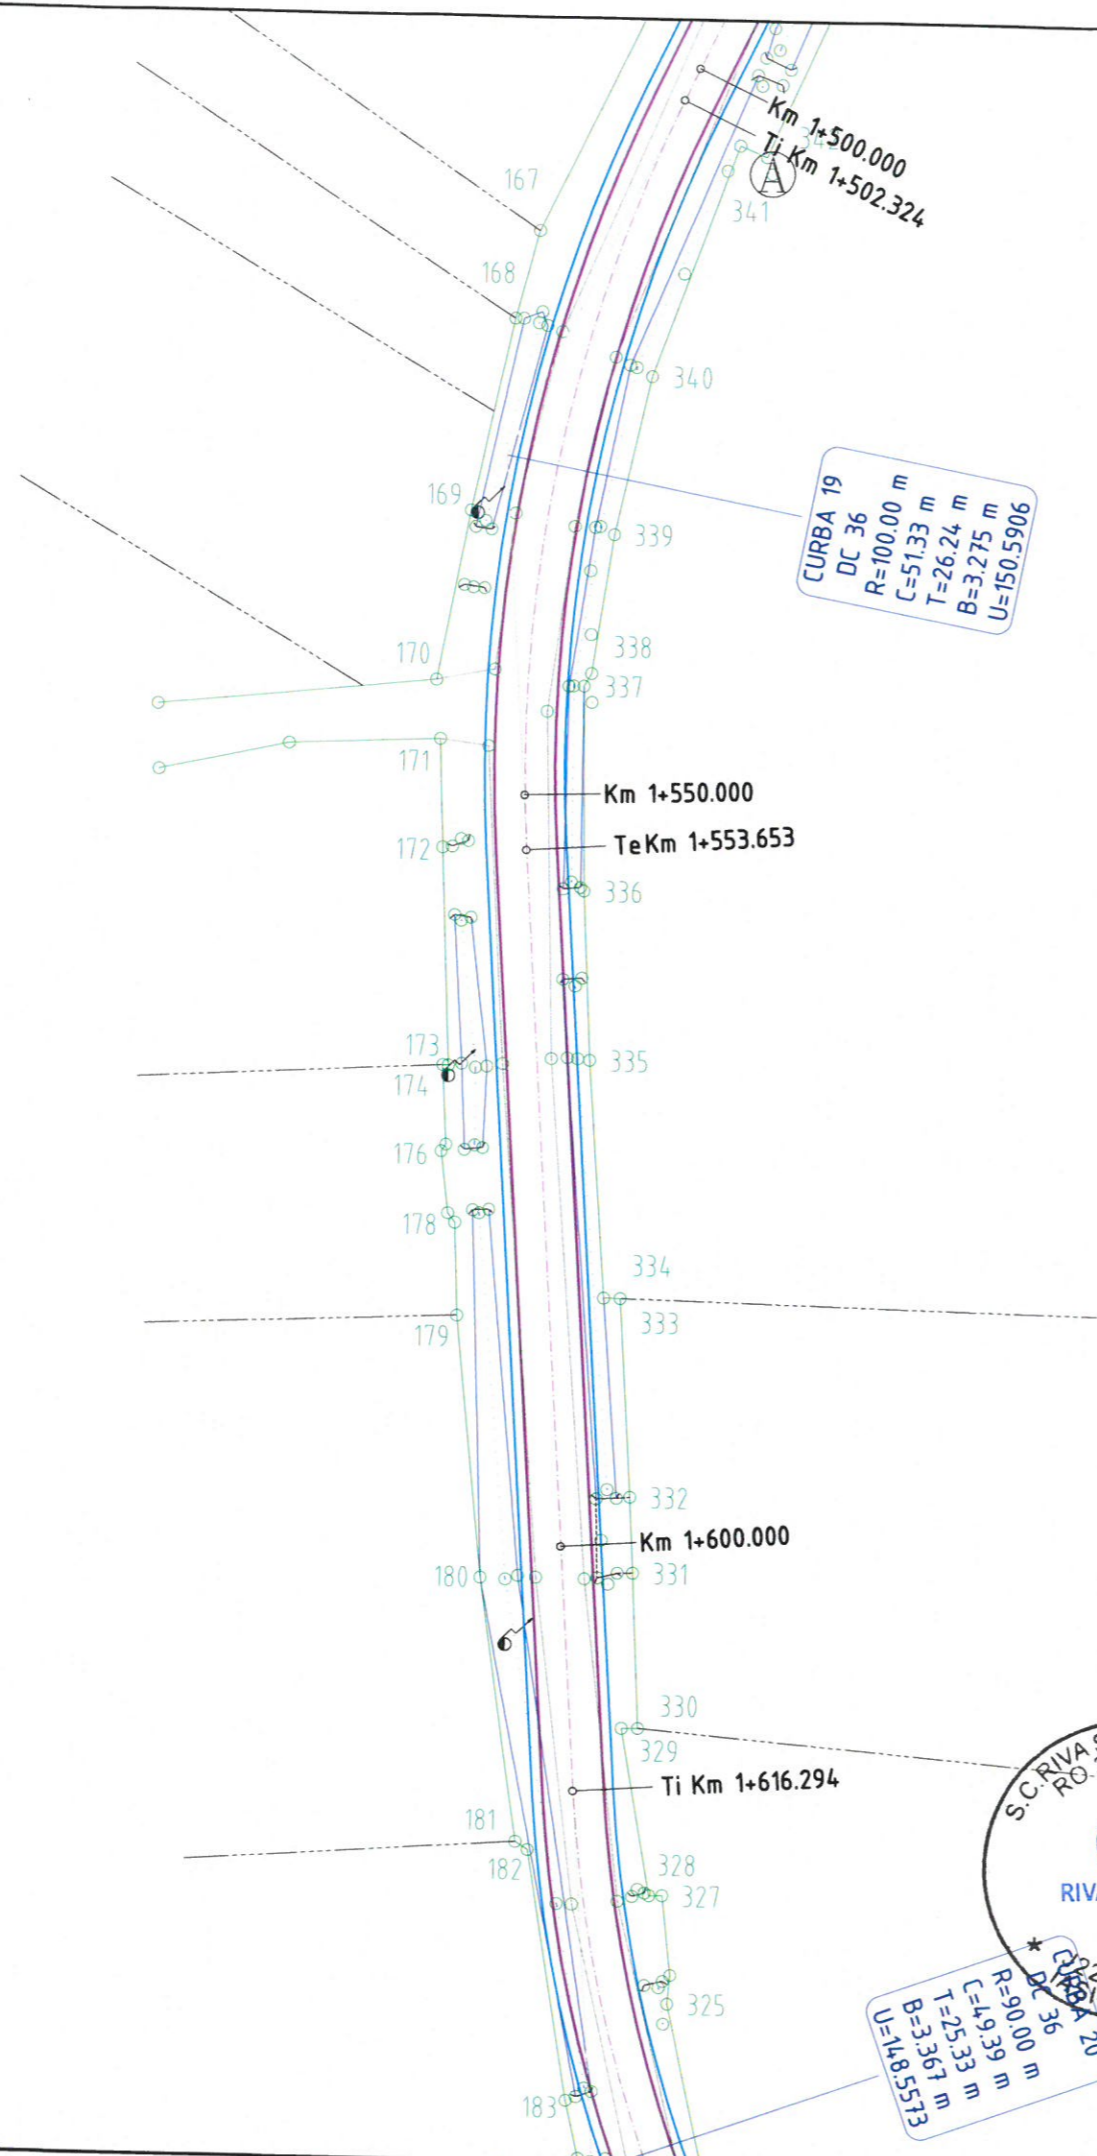 Km 1+500.000
Ti Km 1+502.324
A
341
167
168
340
CURBA 19
DC 36
R=100.00 m
C=51.33 m
T=26.24 m
B=3.275 m
U=150.5906
169
339
338
170
337
171
Km 1+550.000
172
TeKm 1+553.653
336
173
335
174
176
178
334
333
179
332
Km 1+600.000
180
331
330
329
Ti Km 1+616.294
181
182
328
327
S.C. RIVA
RO
RIV
CURBA 20
DC 36
R=90.00 m
C=49.39 m
T=25.33 m
B=3.367 m
U=148.5573
325
183